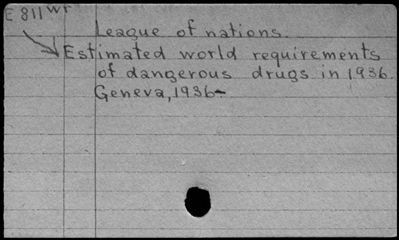 E 811 wr
League of nations.
Estimated world requirements
of dangerous drugs in 1936.
Geneva, 1936-